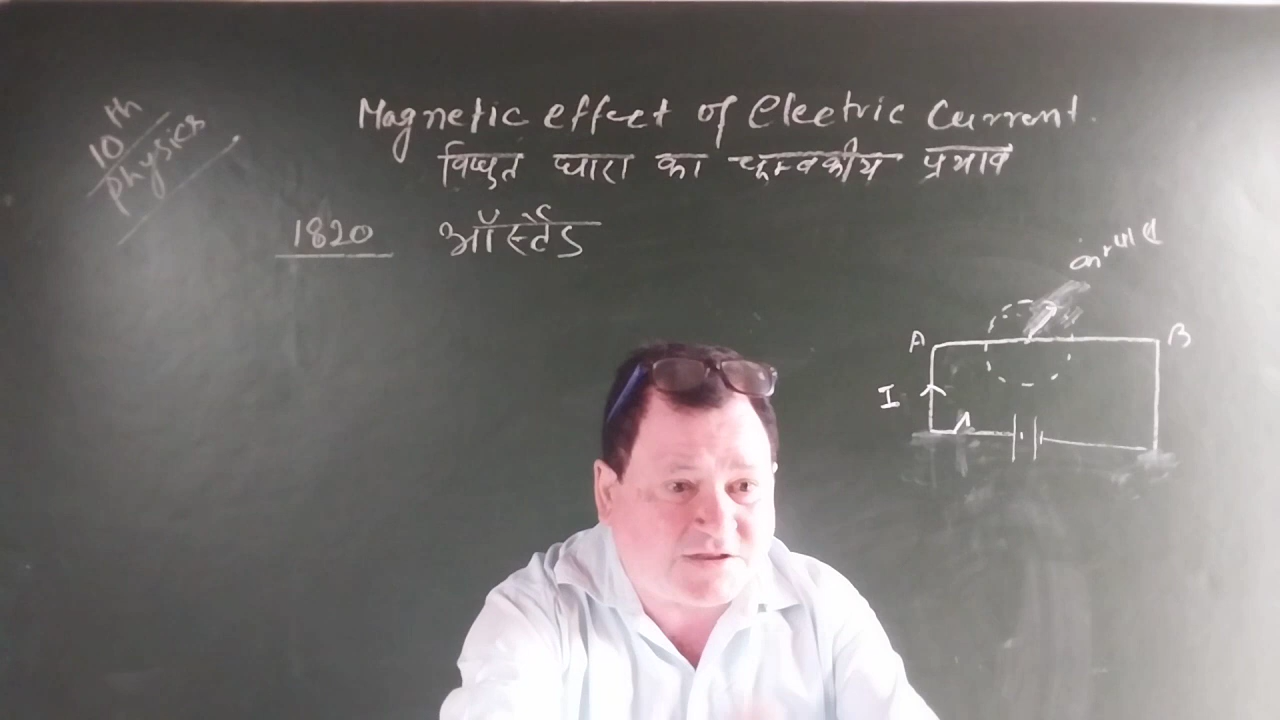 10th
physics
Magnetic effect of Electric Current.
विधुत धारा का चुम्बकीय प्रभाव
1820 ऑर्स्टेड
A B
I